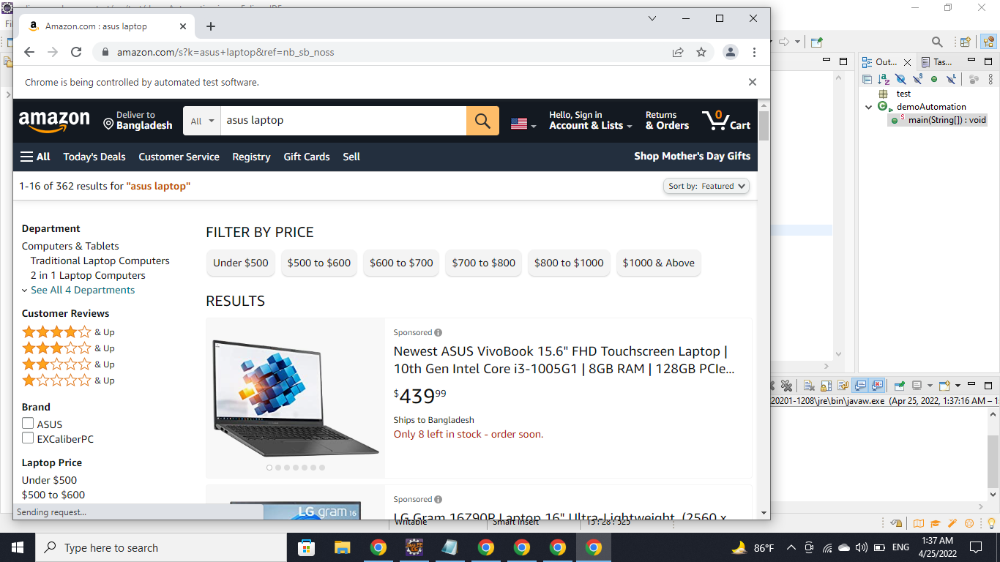 Amazon.com : asus laptop
amazon.com/s?k=asus+laptop&ref=nb_sb_noss
Chrome is being controlled by automated test software.
amazon
Deliver to
Bangladesh
All
asus laptop
Hello, Sign in
Account & Lists
Returns
& Orders
0
Cart
All
Today's Deals
Customer Service
Registry
Gift Cards
Sell
Shop Mother's Day Gifts
1-16 of 362 results for "asus laptop"
Sort by: Featured
Department
Computers & Tablets
Traditional Laptop Computers
2 in 1 Laptop Computers
See All 4 Departments
Customer Reviews
& Up
& Up
& Up
& Up
Brand
ASUS
EXCaliberPC
Laptop Price
Under $500
$500 to $600
Sending request...
FILTER BY PRICE
Under $500
$500 to $600
$600 to $700
$700 to $800
$800 to $1000
$1000 & Above
RESULTS
Sponsored
Newest ASUS VivoBook 15.6" FHD Touchscreen Laptop |
10th Gen Intel Core i3-1005G1 | 8GB RAM | 128GB PCIe...
$43999
Ships to Bangladesh
Only 8 left in stock - order soon.
LG gram 16
Sponsored
LG Gram 16Z90P Laptop 16" Ultra-Lightweight, (2560 x
Out...
Tas...
test
demoAutomation
main(String[]) : void
20201-1208\jre\bin\javaw.exe (Apr 25, 2022, 1:37:16 AM – 1:
Writable
Smart Insert
15 : 28 : 525
Type here to search
86°F
ENG
1:37 AM
4/25/2022